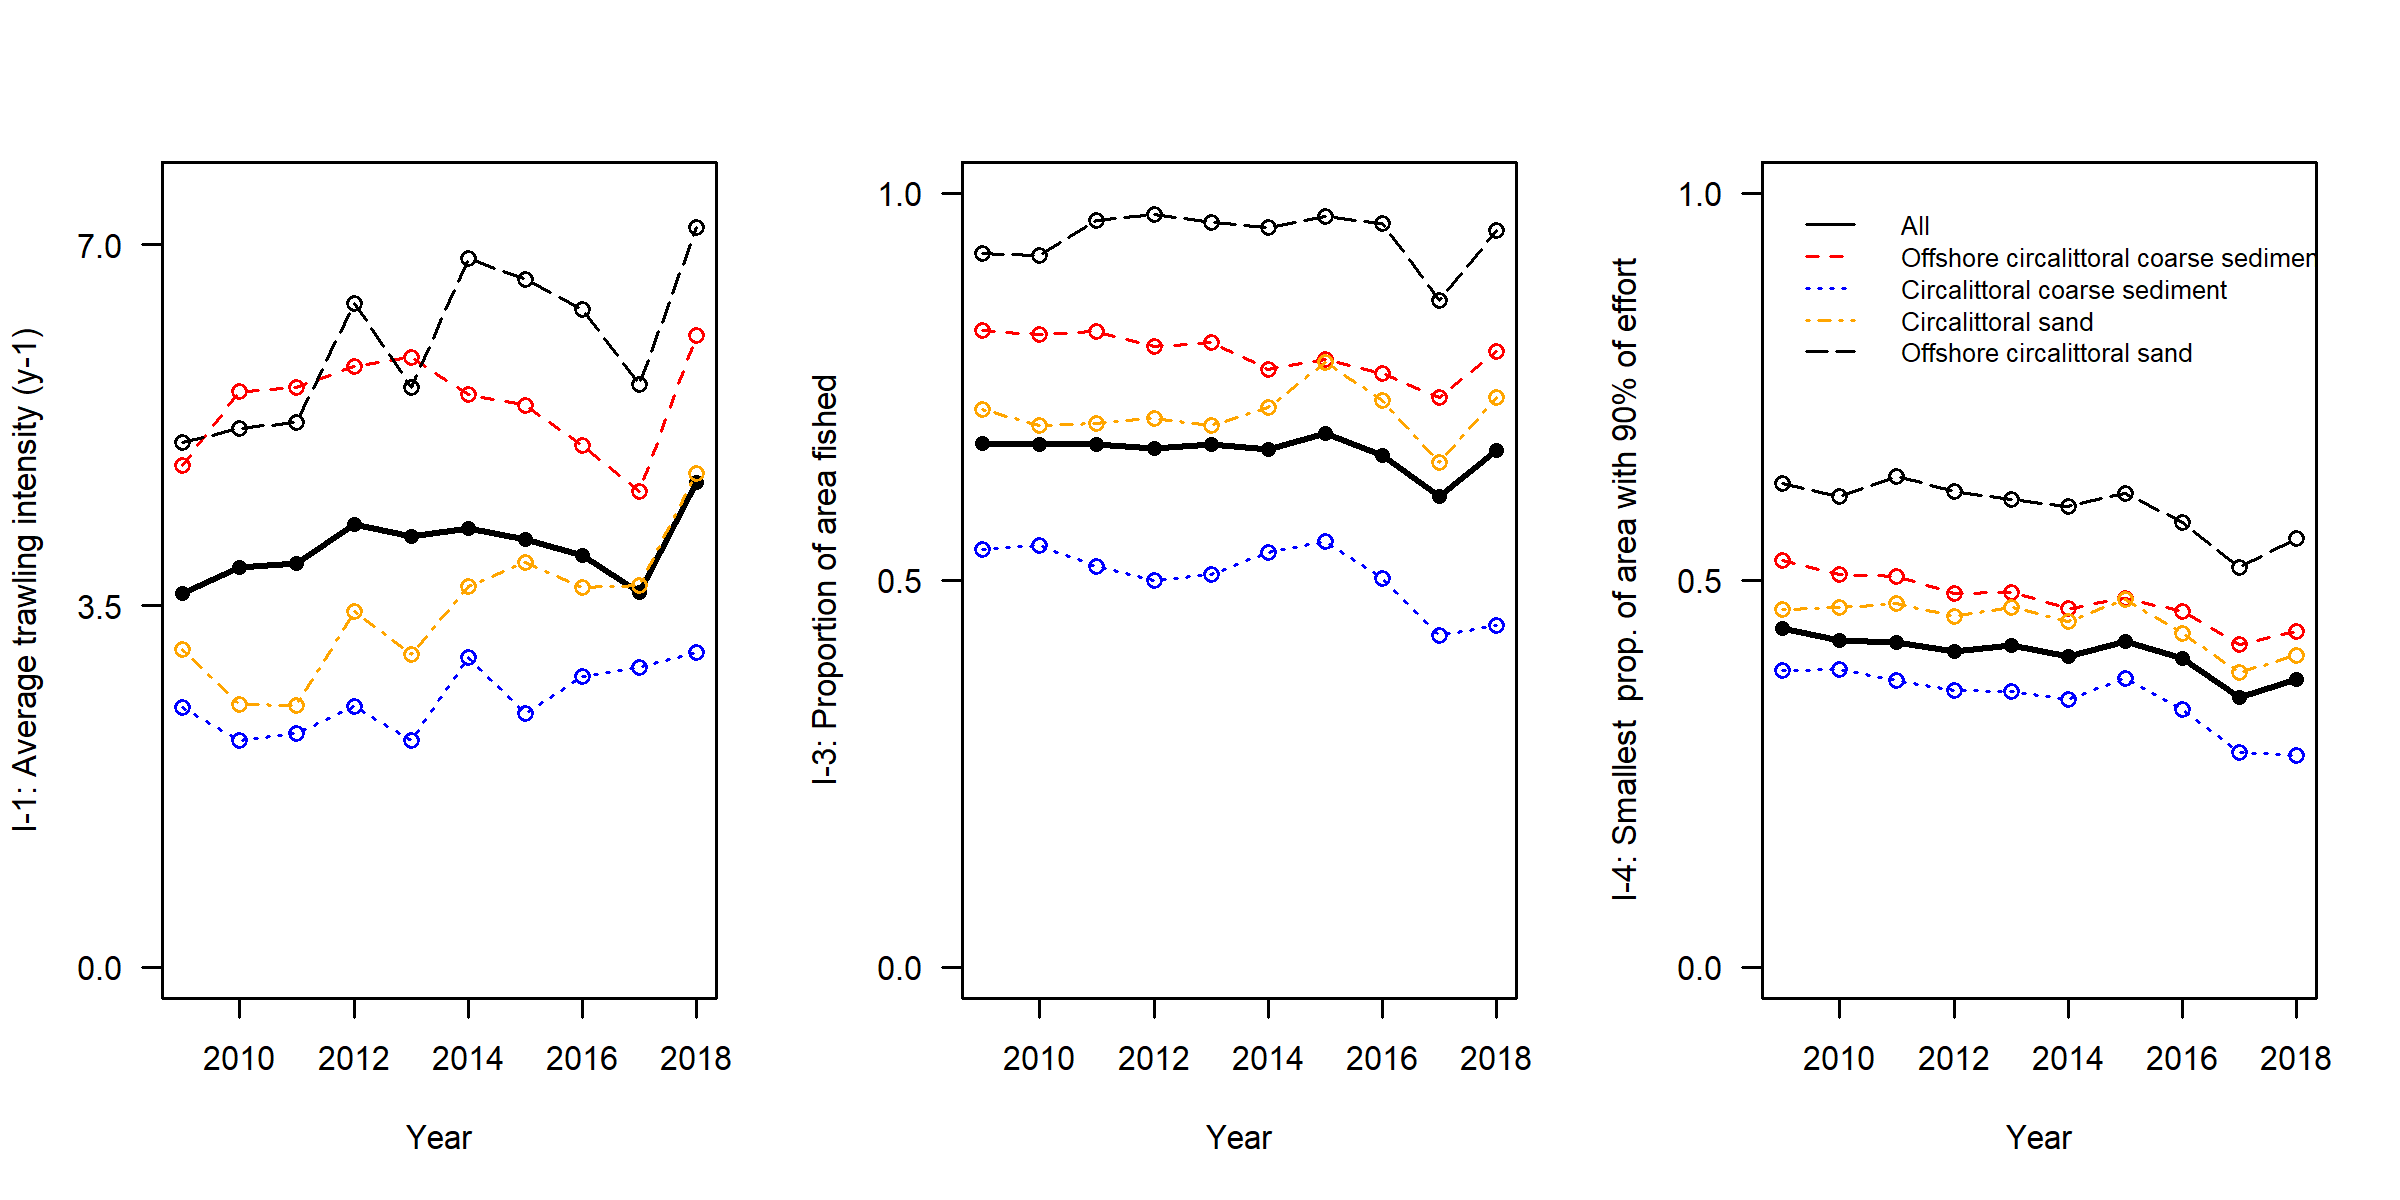 I-1: Average trawling intensity (y-1)
7.0
3.5
0.0
2010 2012 2014 2016 2018
Year
I-3: Proportion of area fished
1.0
0.5
0.0
2010 2012 2014 2016 2018
Year
I-4: Smallest  prop. of area with 90% of effort
1.0
0.5
0.0
All
Offshore circalittoral coarse sedimen
Circalittoral coarse sediment
Circalittoral sand
Offshore circalittoral sand
2010 2012 2014 2016 2018
Year